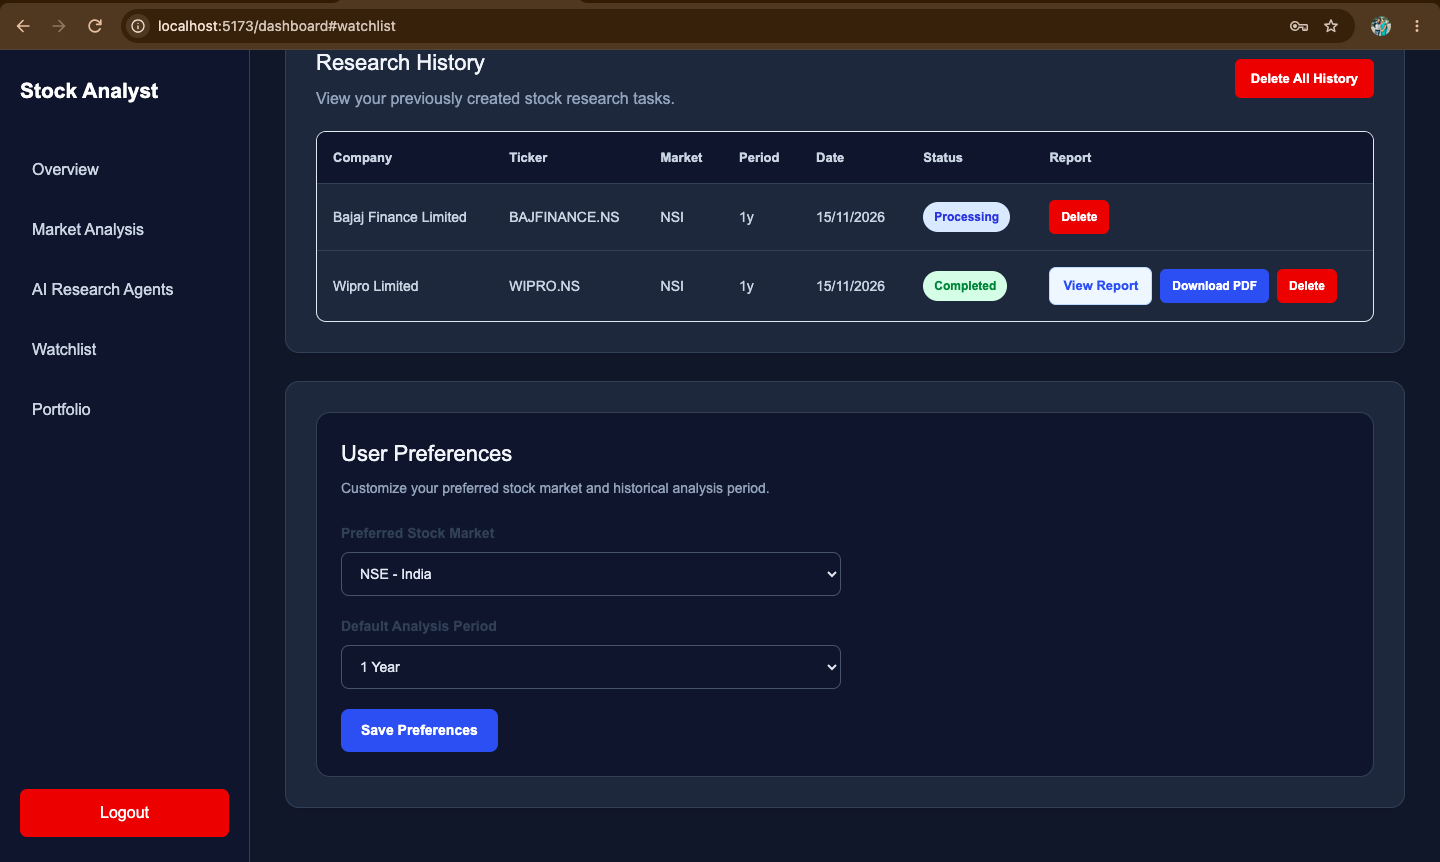 localhost:5173/dashboard#watchlist
Stock Analyst
Overview
Market Analysis
AI Research Agents
Watchlist
Portfolio
Logout
Research History
View your previously created stock research tasks.
Delete All History
Company Ticker Market Period Date Status Report
Bajaj Finance Limited BAJFINANCE.NS NSI 1y 15/11/2026 Processing Delete
Wipro Limited WIPRO.NS NSI 1y 15/11/2026 Completed View Report Download PDF Delete
User Preferences
Customize your preferred stock market and historical analysis period.
Preferred Stock Market
NSE - India
Default Analysis Period
1 Year
Save Preferences